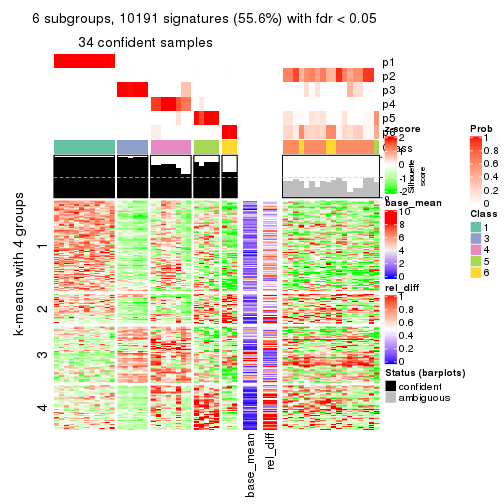 6 subgroups, 10191 signatures (55.6%) with fdr < 0.05
34 confident samples
p1
p2
p3
p4
p5
p6
Class
z-score
2
1
0
-1
-2
Silhouette
score
Prob
1
0.8
0.6
0.4
0.2
0
base_mean
10
8
6
4
2
0
Class
1
3
4
5
6
rel_diff
1
0.8
0.6
0.4
0.2
0
Status (barplots)
confident
ambiguous
k-means with 4 groups
1
2
3
4
base_mean
rel_diff